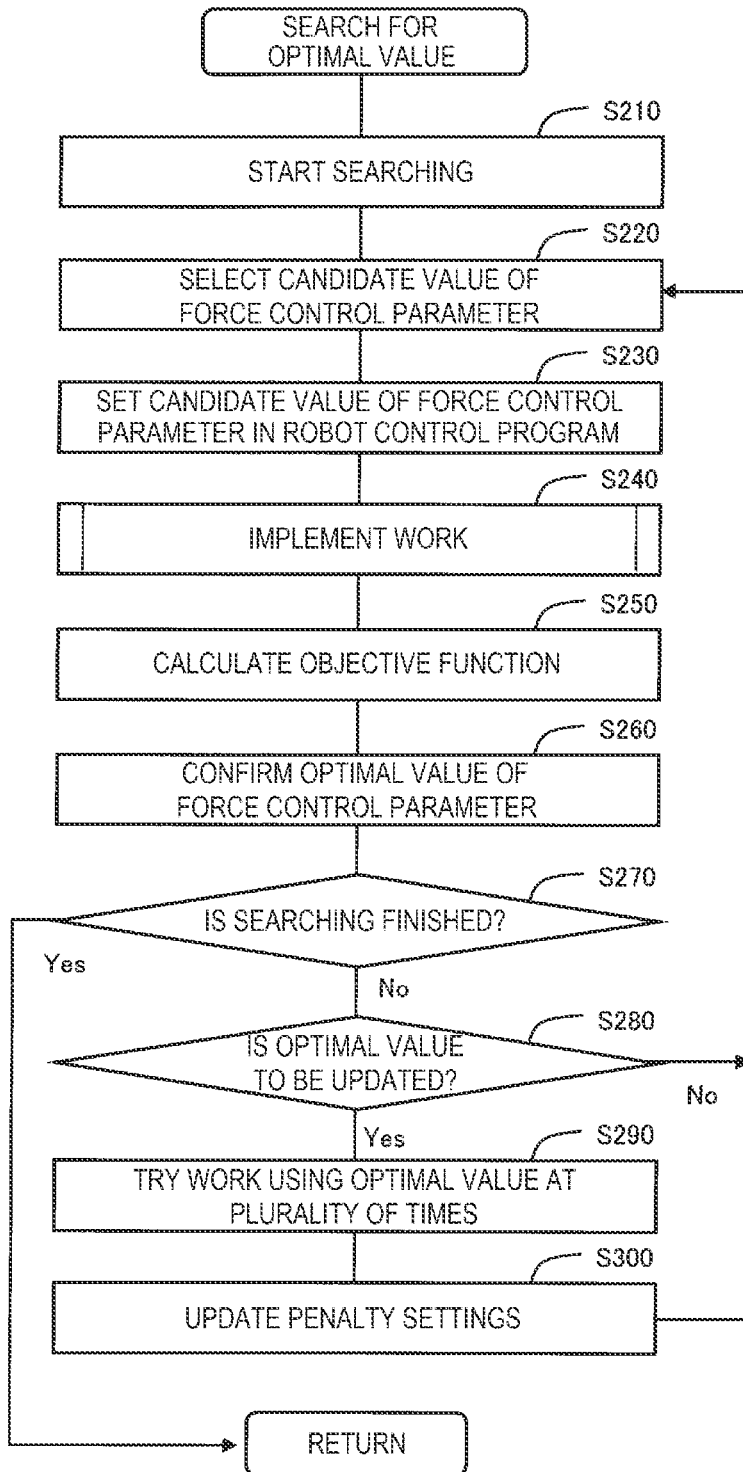 SEARCH FOR
OPTIMAL VALUE
S210
START SEARCHING
S220
SELECT CANDIDATE VALUE OF
FORCE CONTROL PARAMETER
S230
SET CANDIDATE VALUE OF FORCE CONTROL
PARAMETER IN ROBOT CONTROL PROGRAM
S240
IMPLEMENT WORK
S250
CALCULATE OBJECTIVE FUNCTION
S260
CONFIRM OPTIMAL VALUE OF
FORCE CONTROL PARAMETER
S270
IS SEARCHING FINISHED?
Yes
No
S280
IS OPTIMAL VALUE
TO BE UPDATED?
No
Yes
S290
TRY WORK USING OPTIMAL VALUE AT
PLURALITY OF TIMES
S300
UPDATE PENALTY SETTINGS
RETURN